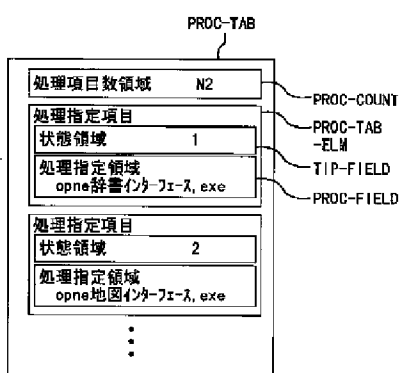 PROC-TAB
処理項目数領域 N2
PROC-COUNT
処理指定項目
PROC-TAB
-ELM
状態領域 1
TIP-FIELD
処理指定領域
opne辞書インターフェース,exe
PROC-FIELD
処理指定項目
状態領域 2
処理指定領域
opne地図インターフェース,exe